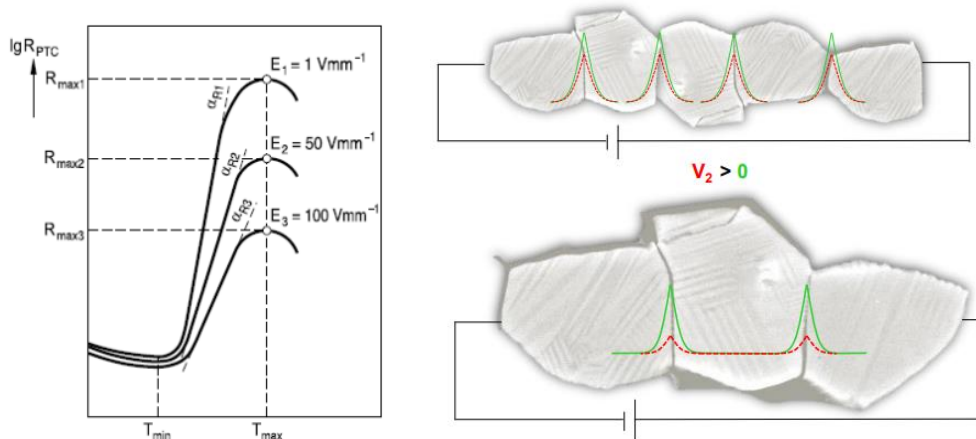 lgR_PTC
R_max1
R_max2
R_max3
α_R1
α_R2
α_R3
E_1 = 1 Vmm⁻¹
E_2 = 50 Vmm⁻¹
E_3 = 100 Vmm⁻¹
T_min
T_max
V_2 > 0